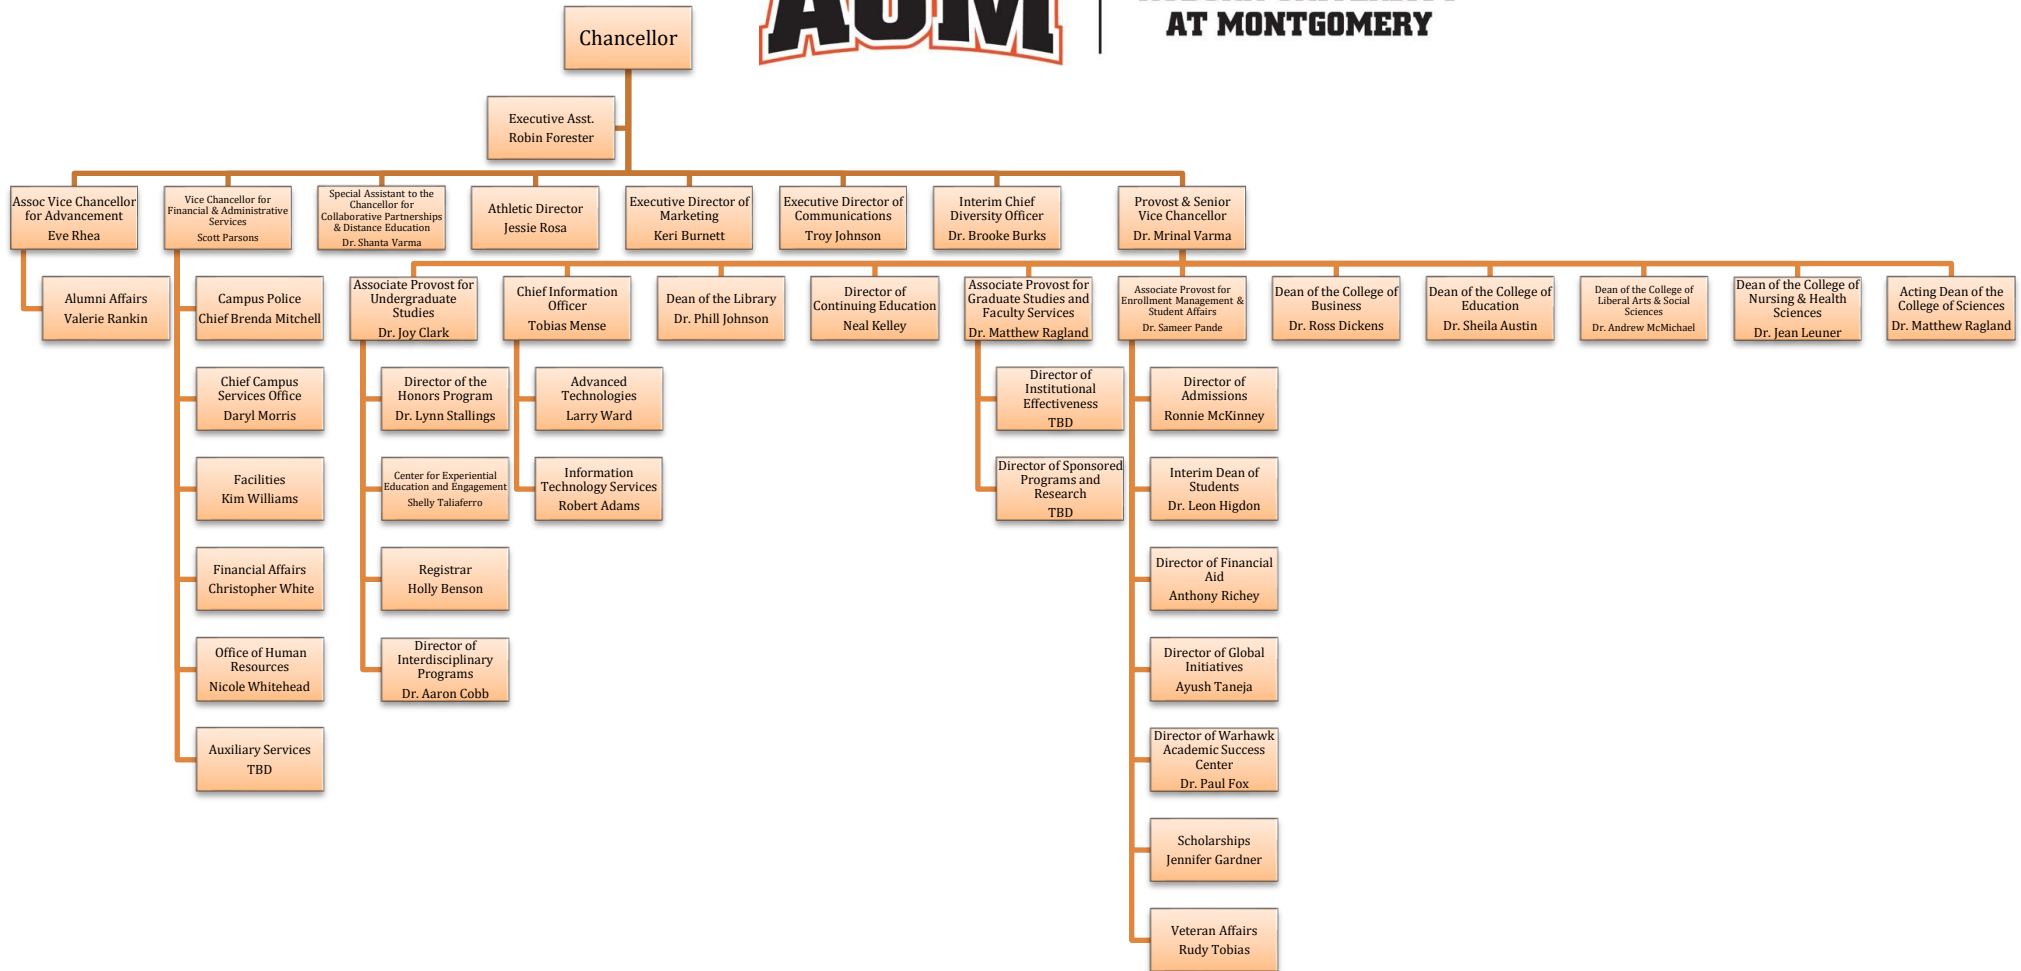 Chancellor
AUM
AT MONTGOMERY
Executive Asst.
Robin Forester
Assoc Vice Chancellor
for Advancement
Eve Rhea
Vice Chancellor for
Financial & Administrative
Services
Scott Parsons
Special Assistant to the
Chancellor for
Collaborative Partnerships
& Distance Education
Dr. Shanta Varma
Athletic Director
Jessie Rosa
Executive Director of
Marketing
Keri Burnett
Executive Director of
Communications
Troy Johnson
Interim Chief
Diversity Officer
Dr. Brooke Burks
Provost & Senior
Vice Chancellor
Dr. Mrinal Varma
Alumni Affairs
Valerie Rankin
Campus Police
Chief Brenda Mitchell
Associate Provost for
Undergraduate
Studies
Dr. Joy Clark
Chief Information
Officer
Tobias Mense
Dean of the Library
Dr. Phill Johnson
Director of
Continuing Education
Neal Kelley
Associate Provost for
Graduate Studies and
Faculty Services
Dr. Matthew Ragland
Associate Provost for
Enrollment Management &
Student Affairs
Dr. Sameer Pande
Dean of the College of
Business
Dr. Ross Dickens
Dean of the College of
Education
Dr. Sheila Austin
Dean of the College of
Liberal Arts & Social
Sciences
Dr. Andrew McMichael
Dean of the College of
Nursing & Health
Sciences
Dr. Jean Leuner
Acting Dean of the
College of Sciences
Dr. Matthew Ragland
Chief Campus
Services Office
Daryl Morris
Director of the
Honors Program
Dr. Lynn Stallings
Advanced
Technologies
Larry Ward
Director of
Institutional
Effectiveness
TBD
Director of
Admissions
Ronnie McKinney
Facilities
Kim Williams
Center for Experiential
Education and Engagement
Shelly Taliaferro
Information
Technology Services
Robert Adams
Director of Sponsored
Programs and
Research
TBD
Interim Dean of
Students
Dr. Leon Higdon
Financial Affairs
Christopher White
Registrar
Holly Benson
Director of Financial
Aid
Anthony Richey
Office of Human
Resources
Nicole Whitehead
Director of
Interdisciplinary
Programs
Dr. Aaron Cobb
Director of Global
Initiatives
Ayush Taneja
Auxiliary Services
TBD
Director of Warhawk
Academic Success
Center
Dr. Paul Fox
Scholarships
Jennifer Gardner
Veteran Affairs
Rudy Tobias